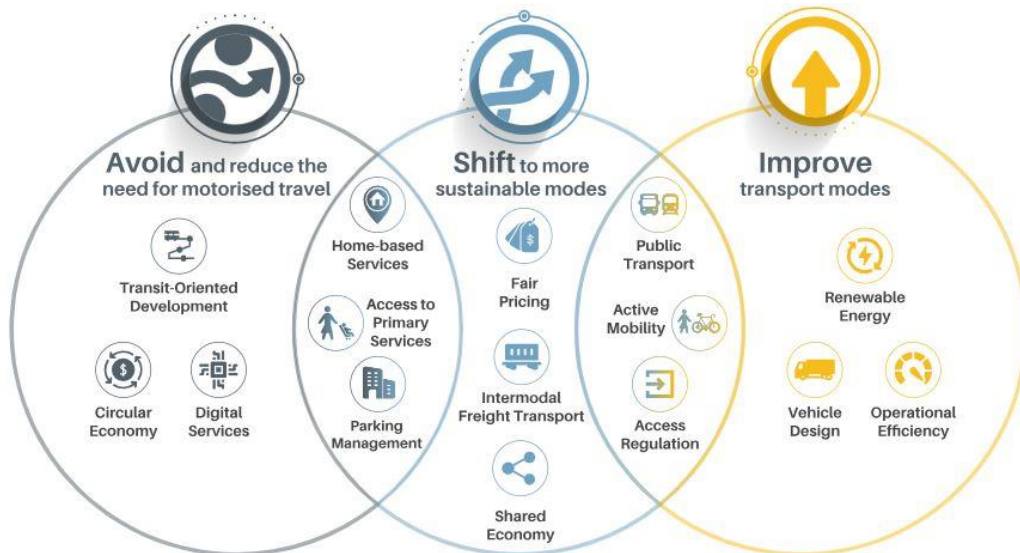 Avoid and reduce the
need for motorised travel
Transit-Oriented
Development
Circular
Economy
Digital
Services
Home-based
Services
Access to
Primary
Services
Parking
Management
Shift to more
sustainable modes
Fair
Pricing
Intermodal
Freight Transport
Shared
Economy
Public
Transport
Active
Mobility
Access
Regulation
Improve
transport modes
Renewable
Energy
Vehicle
Design
Operational
Efficiency